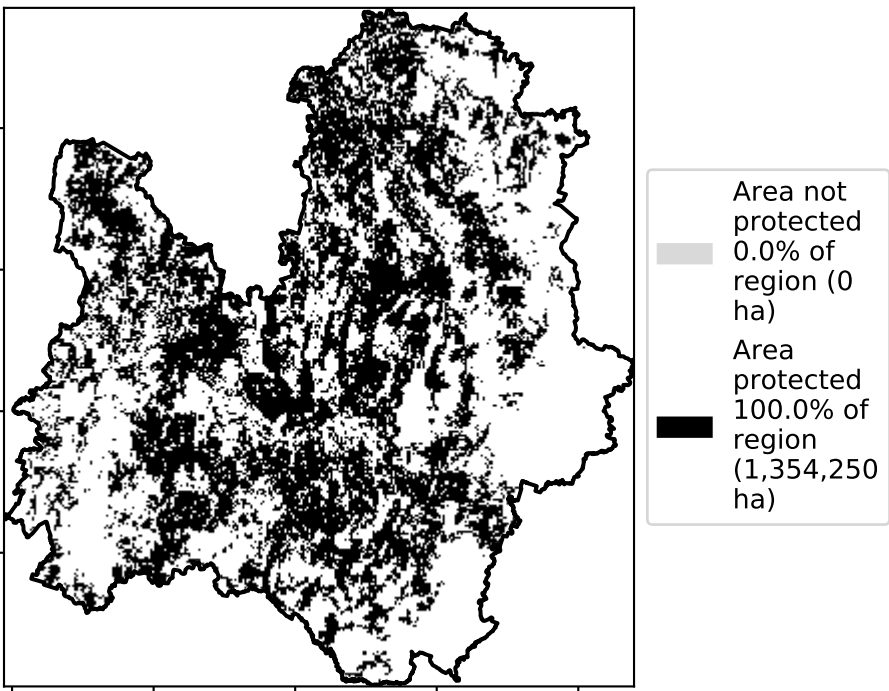 Area not
protected
0.0% of
region (0
ha)
Area
protected
100.0% of
region
(1,354,250
ha)